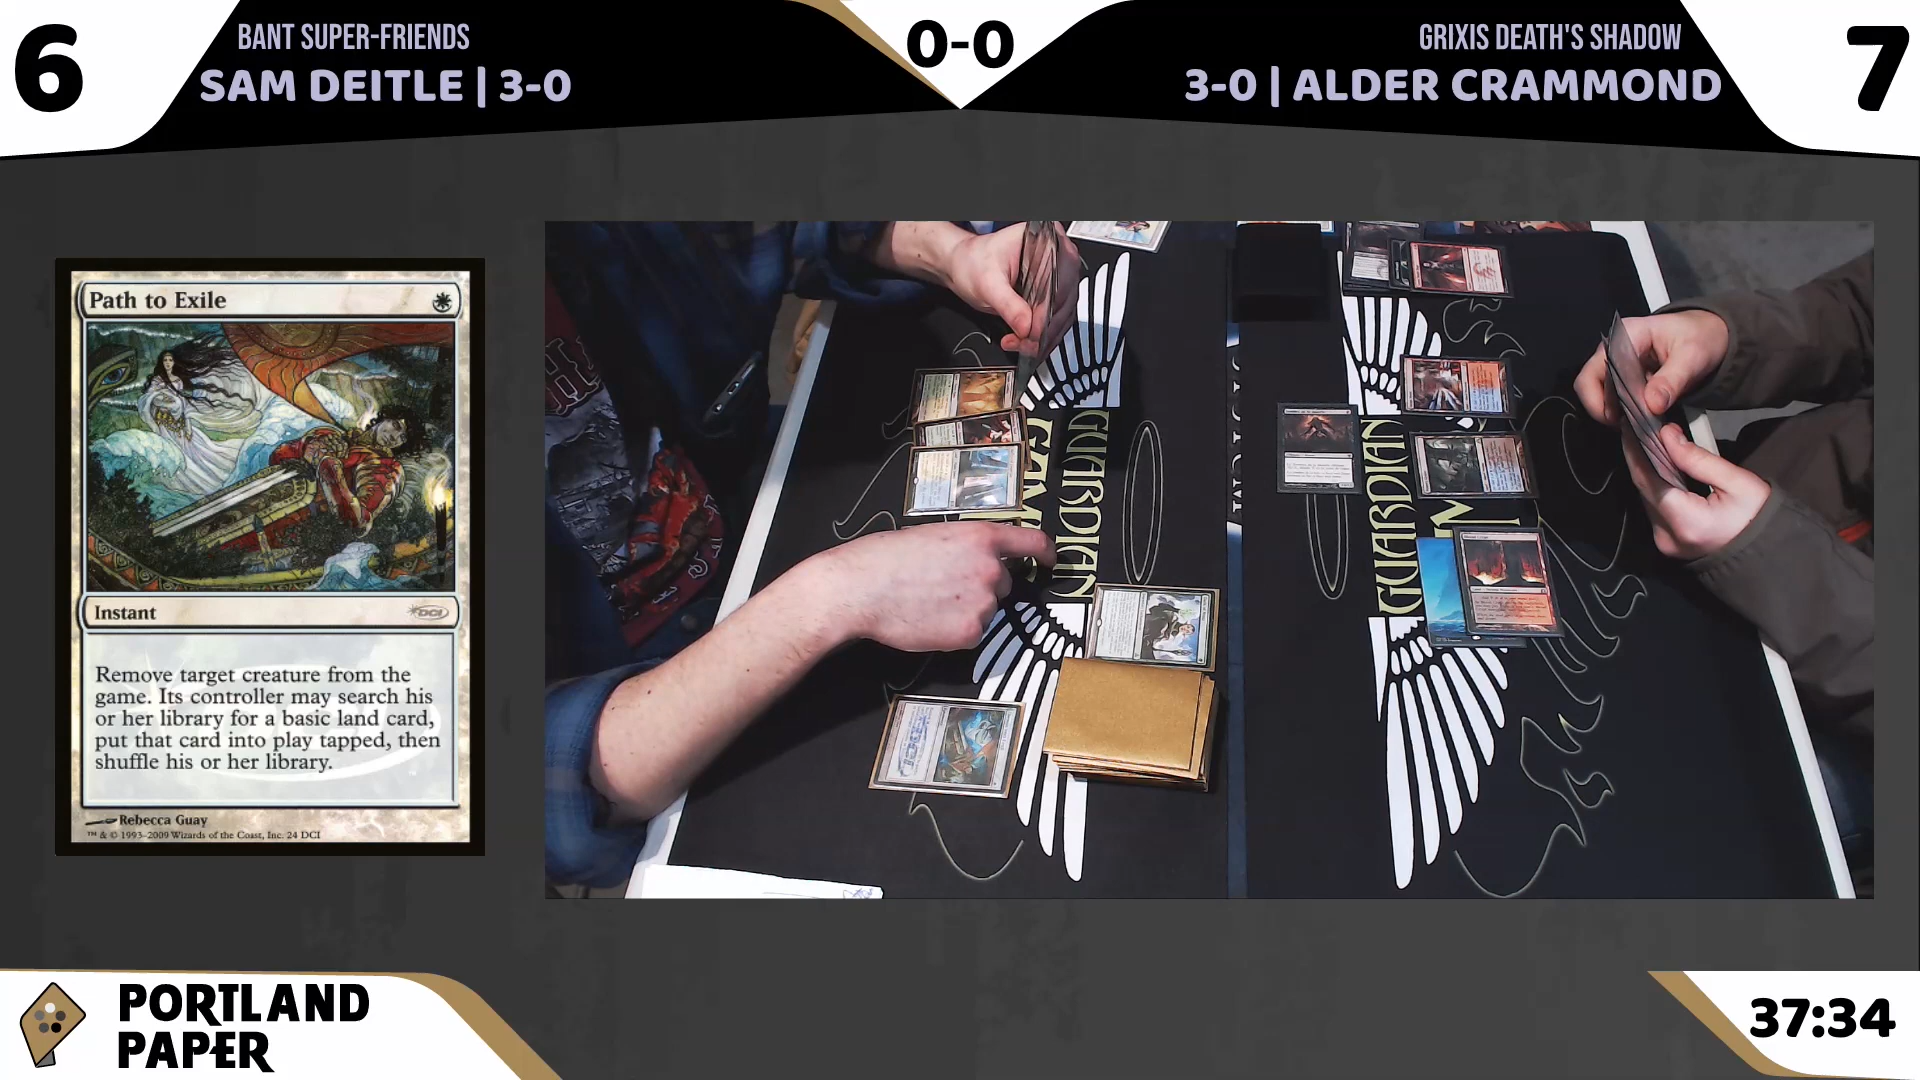 6
BANT SUPER-FRIENDS
SAM DEITLE | 3-0
0-0
GRIXIS DEATH'S SHADOW
3-0 | ALDER CRAMMOND
7
Path to Exile
Instant
DCI
Remove target creature from the
game. Its controller may search his
or her library for a basic land card,
put that card into play tapped, then
shuffle his or her library.
Rebecca Guay
™ & © 1993–2009 Wizards of the Coast, Inc. 24 DCI
GUARDIAN
GUARDIAN
PORTLAND
PAPER
37:34